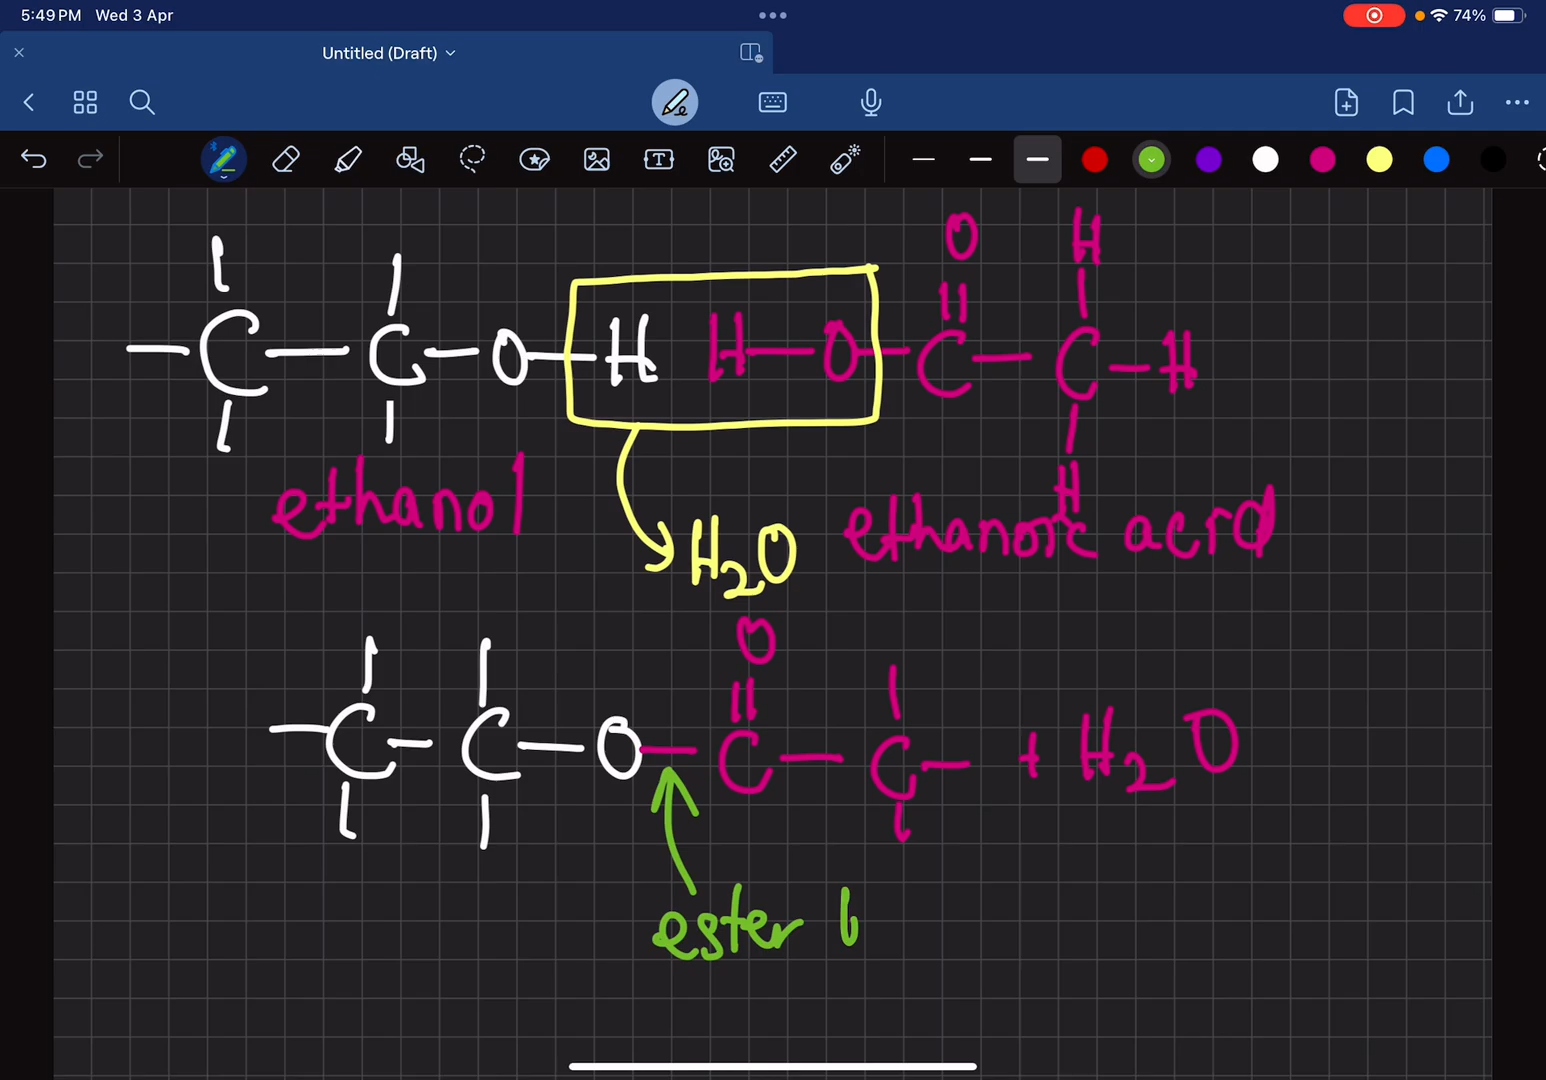 5:49 PM Wed 3 Apr
74%
Untitled (Draft)
T
O H
C C O H H O C C H
H
ethanol
ethanoic acid
H₂O
O
C C O C C + H₂O
ester b